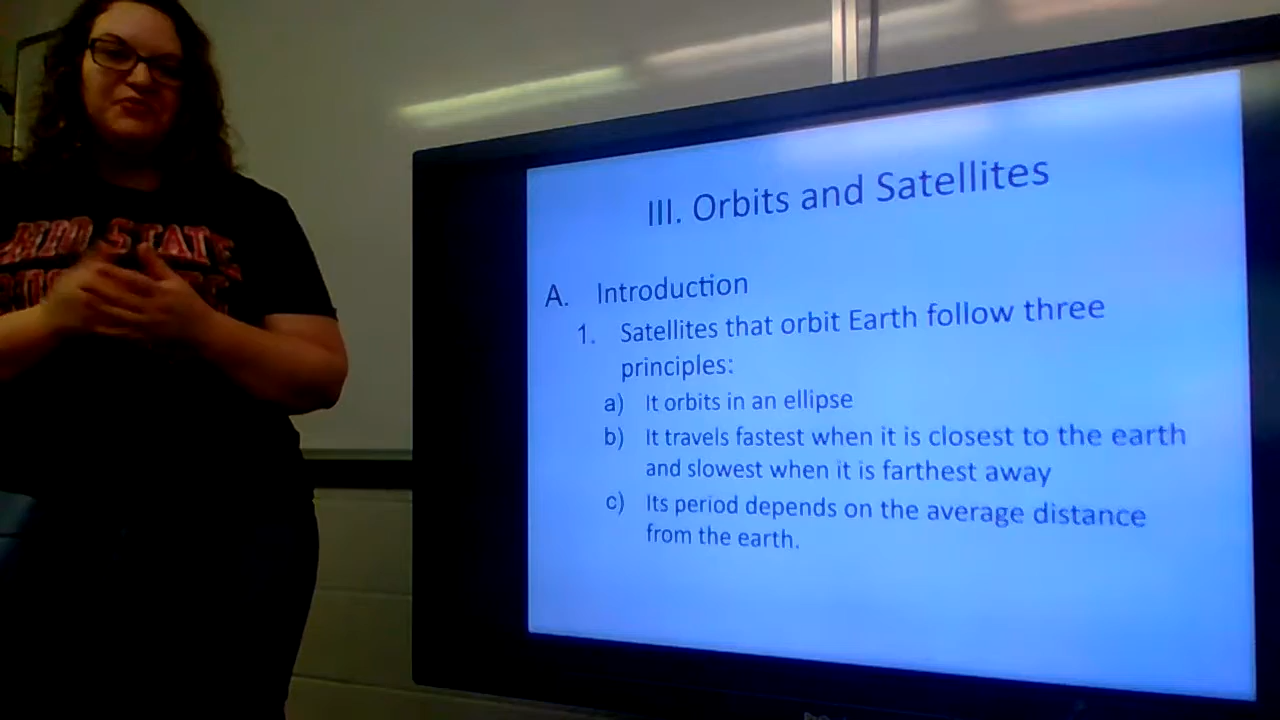 III. Orbits and Satellites
A. Introduction
1. Satellites that orbit Earth follow three
principles:
a) It orbits in an ellipse
b) It travels fastest when it is closest to the earth
and slowest when it is farthest away
c) Its period depends on the average distance
from the earth.
STATE